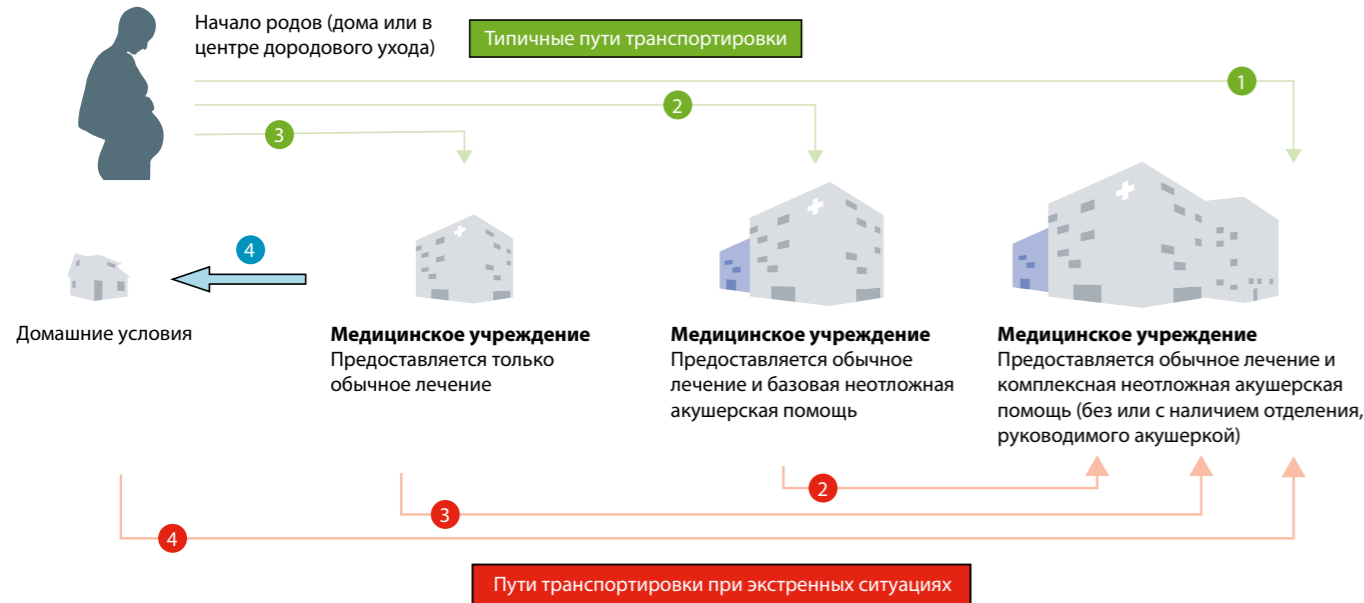 Начало родов (дома или в
центре дородового ухода)
Типичные пути транспортировки
1
2
3
4
Домашние условия
Медицинское учреждение
Предоставляется только
обычное лечение
Медицинское учреждение
Предоставляется обычное
лечение и базовая неотложная
акушерская помощь
Медицинское учреждение
Предоставляется обычное лечение и
комплексная неотложная акушерская
помощь (без или с наличием отделения,
руководимого акушеркой)
2
3
4
Пути транспортировки при экстренных ситуациях